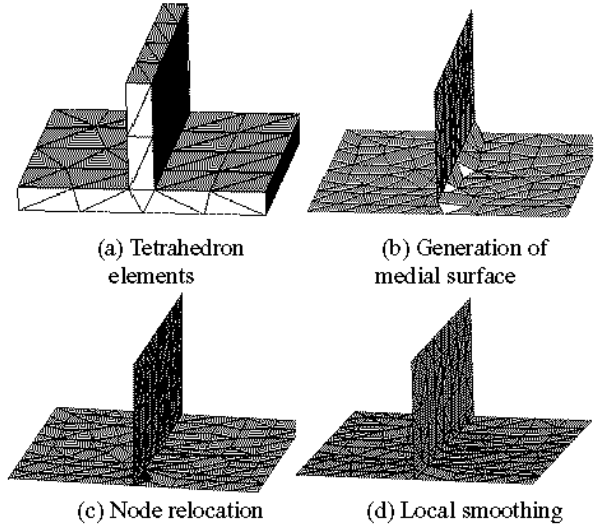 (a) Tetrahedron
elements
(b) Generation of
medial surface
(c) Node relocation
(d) Local smoothing